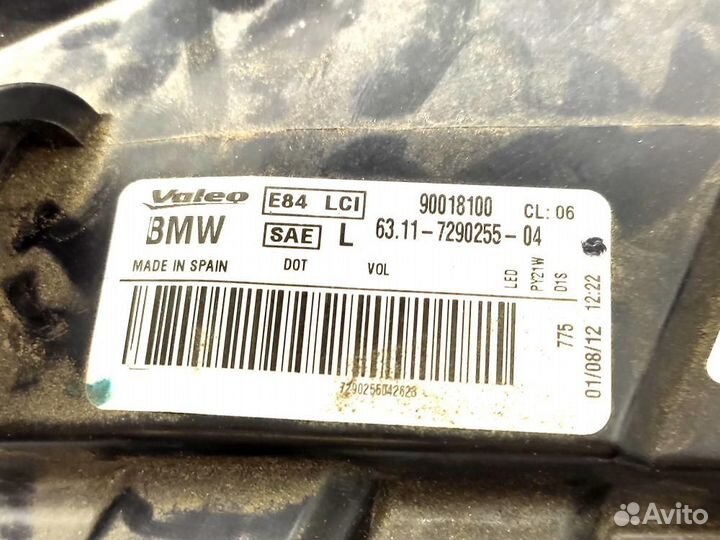 Valeo E84 LCI 90018100 CL: 06
BMW SAE L 63.11-7290255-04
MADE IN SPAIN DOT VOL
LED
PY21W
D1S
775
01/08/12 12:22
7290255042623
Avito